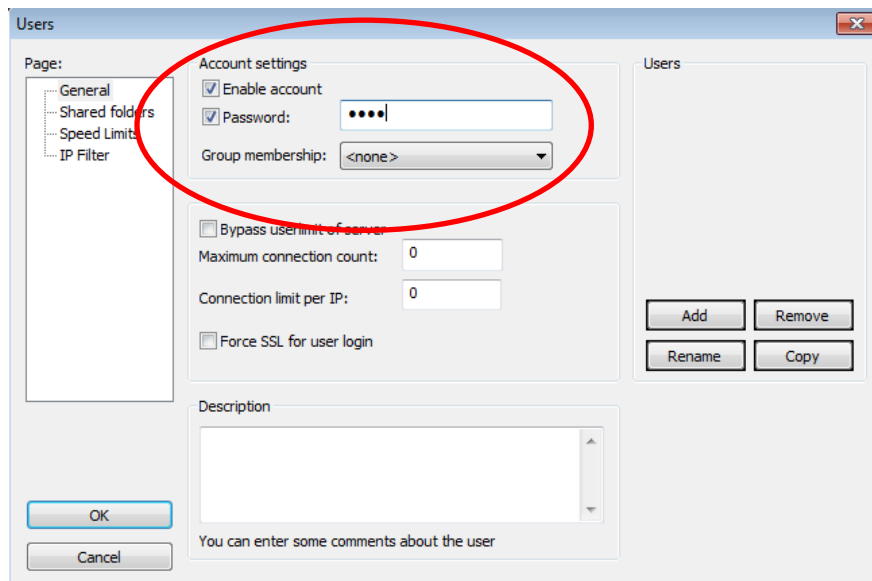 Users
Page:
General
Shared folders
Speed Limits
IP Filter
Account settings
Enable account
Password: ••••
Group membership: <none>
Bypass userlimit of server
Maximum connection count: 0
Connection limit per IP: 0
Force SSL for user login
Description
You can enter some comments about the user
Users
Add Remove
Rename Copy
OK
Cancel